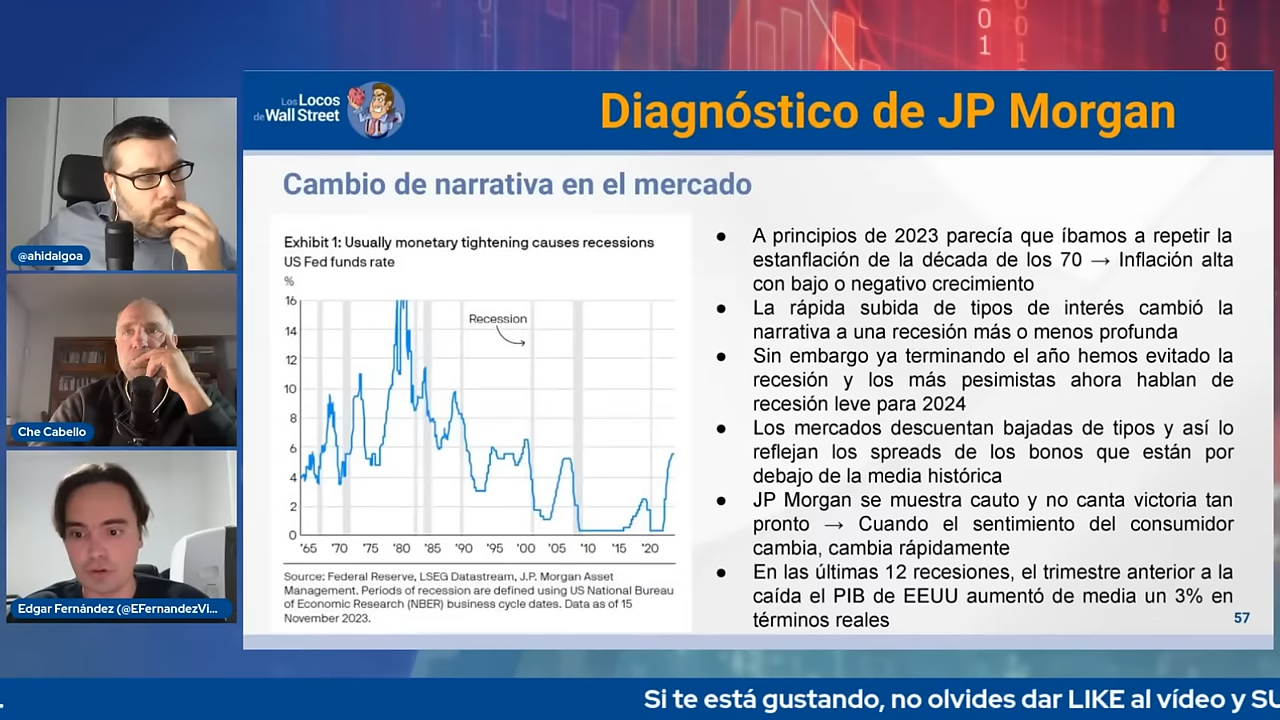 Los Locos
de Wall Street
Diagnóstico de JP Morgan
Cambio de narrativa en el mercado
Exhibit 1: Usually monetary tightening causes recessions
US Fed funds rate
%
16
14
12
10
8
6
4
2
0
Recession
'65 '70 '75 '80 '85 '90 '95 '00 '05 '10 '15 '20
Source: Federal Reserve, LSEG Datastream, J.P. Morgan Asset
Management. Periods of recession are defined using US National Bureau
of Economic Research (NBER) business cycle dates. Data as of 15
November 2023.
● A principios de 2023 parecía que íbamos a repetir la
estanflación de la década de los 70 → Inflación alta
con bajo o negativo crecimiento
● La rápida subida de tipos de interés cambió la
narrativa a una recesión más o menos profunda
● Sin embargo ya terminando el año hemos evitado la
recesión y los más pesimistas ahora hablan de
recesión leve para 2024
● Los mercados descuentan bajadas de tipos y así lo
reflejan los spreads de los bonos que están por
debajo de la media histórica
● JP Morgan se muestra cauto y no canta victoria tan
pronto → Cuando el sentimiento del consumidor
cambia, cambia rápidamente
● En las últimas 12 recesiones, el trimestre anterior a la
caída el PIB de EEUU aumentó de media un 3% en
términos reales
57
@ahidalgoa
Che Cabello
Edgar Fernández (@EFernandezVi...
. Si te está gustando, no olvides dar LIKE al vídeo y SU